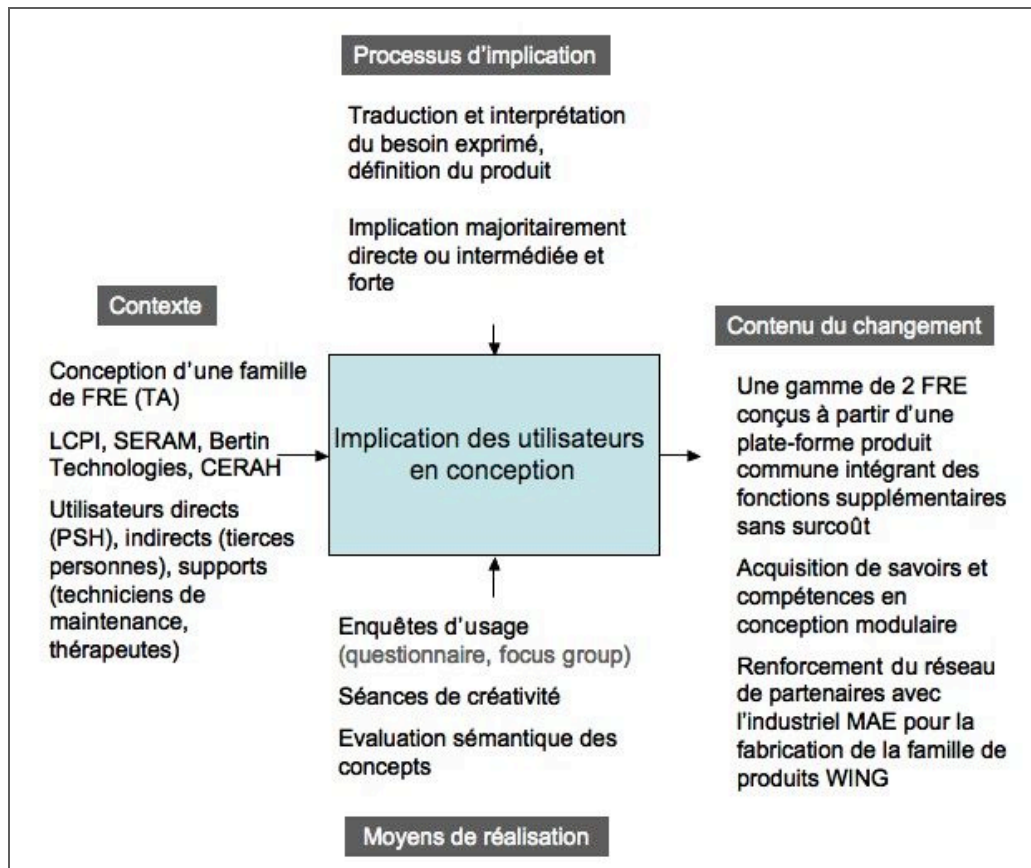 Processus d'implication
Traduction et interprétation
du besoin exprimé,
définition du produit
Implication majoritairement
directe ou intermédiée et
forte
Contexte
Conception d'une famille
de FRE (TA)
LCPI, SERAM, Bertin
Technologies, CERAH
Utilisateurs directs
(PSH), indirects (tierces
personnes), supports
(techniciens de
maintenance,
thérapeutes)
Implication des utilisateurs
en conception
Contenu du changement
Une gamme de 2 FRE
conçus à partir d'une
plate-forme produit
commune intégrant des
fonctions supplémentaires
sans surcoût
Acquisition de savoirs et
compétences en
conception modulaire
Renforcement du réseau
de partenaires avec
l'industriel MAE pour la
fabrication de la famille de
produits WING
Enquêtes d'usage
(questionnaire, focus group)
Séances de créativité
Evaluation sémantique des
concepts
Moyens de réalisation